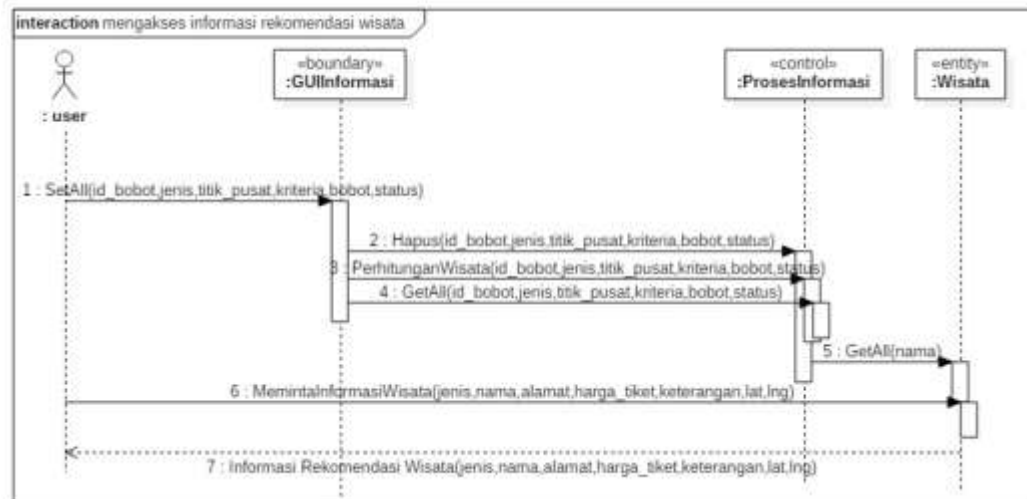 interaction mengakses informasi rekomendasi wisata
«boundary»
:GUIInformasi
«control»
:ProsesInformasi
«entity»
:Wisata
: user
1 : SetAll(id_bobot,jenis,titik_pusat,kriteria,bobot,status)
2 : Hapus(id_bobot,jenis,titik_pusat,kriteria,bobot,status)
3 : PerhitunganWisata(id_bobot,jenis,titik_pusat,kriteria,bobot,status)
4 : GetAll(id_bobot,jenis,titik_pusat,kriteria,bobot,status)
5 : GetAll(nama)
6 : MemintaInformasiWisata(jenis,nama,alamat,harga_tiket,keterangan,lat,lng)
7 : Informasi Rekomendasi Wisata(jenis,nama,alamat,harga_tiket,keterangan,lat,lng)